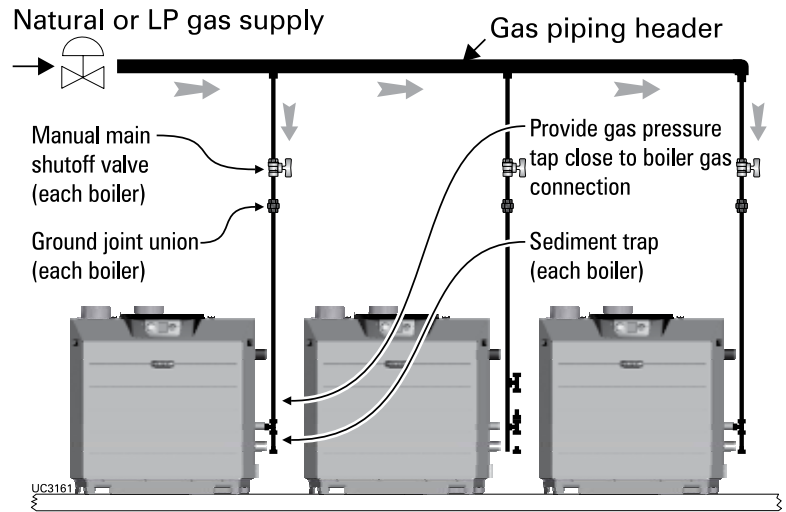 Natural or LP gas supply
Gas piping header
Manual main
shutoff valve
(each boiler)
Provide gas pressure
tap close to boiler gas
connection
Ground joint union
(each boiler)
Sediment trap
(each boiler)
UC3161